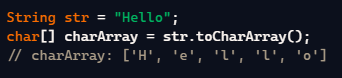 String str = "Hello";
char[] charArray = str.toCharArray();
// charArray: ['H', 'e', 'l', 'l', 'o']